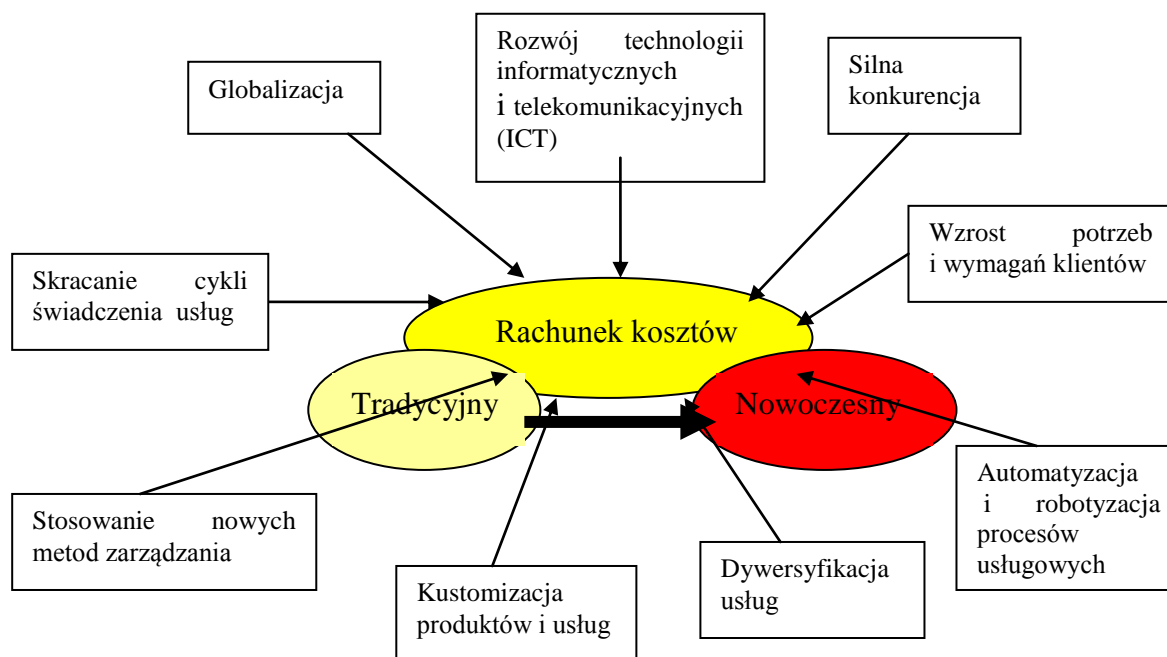 Rozwój technologii
informatycznych
i telekomunikacyjnych
(ICT)
Silna
konkurencja
Globalizacja
Wzrost potrzeb
i wymagań klientów
Skracanie cykli
świadczenia usług
Rachunek kosztów
Tradycyjny
Nowoczesny
Automatyzacja
i robotyzacja
procesów
usługowych
Stosowanie nowych
metod zarządzania
Dywersyfikacja
usług
Kustomizacja
produktów i usług